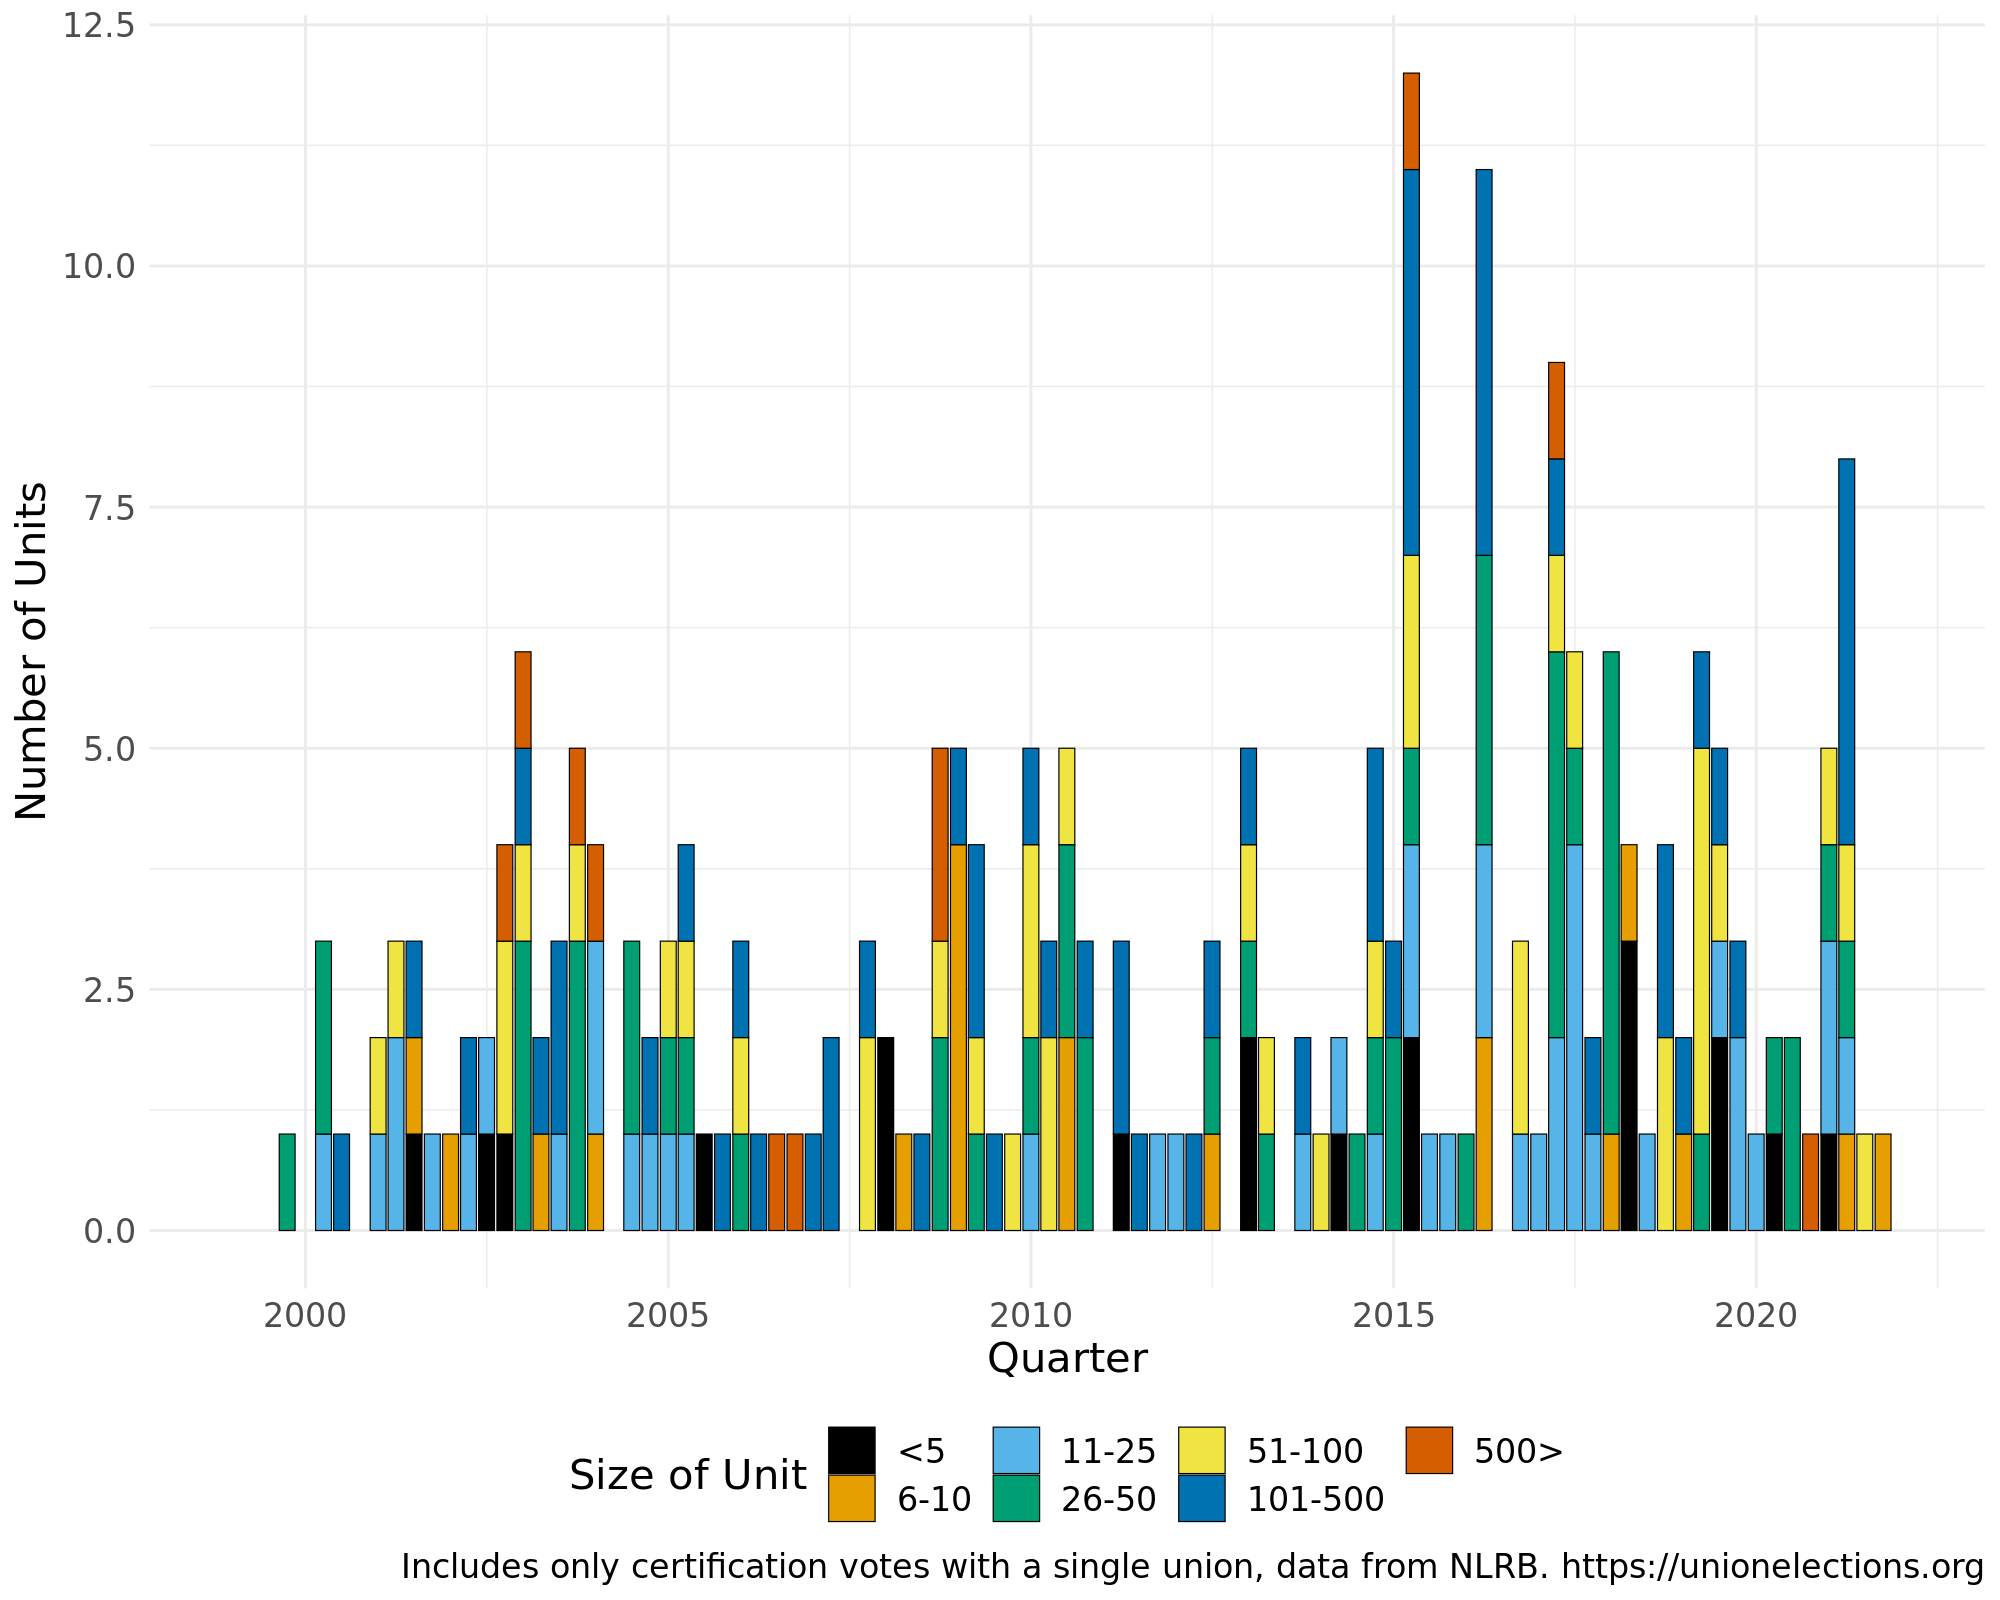 12.5
10.0
7.5
5.0
2.5
0.0
Number of Units
2000 2005 2010 2015 2020
Quarter
Size of Unit
<5 11-25 51-100 500>
6-10 26-50 101-500
Includes only certification votes with a single union, data from NLRB. https://unionelections.org